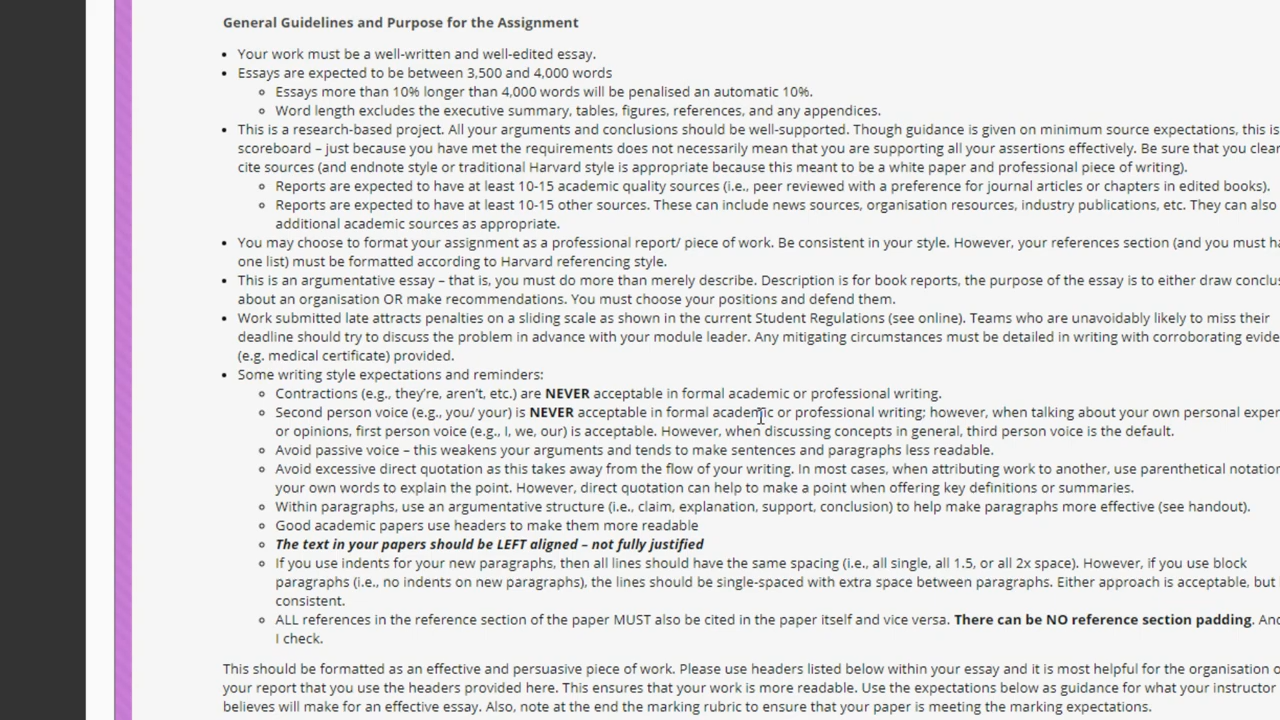 General Guidelines and Purpose for the Assignment
• Your work must be a well-written and well-edited essay.
• Essays are expected to be between 3,500 and 4,000 words
○ Essays more than 10% longer than 4,000 words will be penalised an automatic 10%.
○ Word length excludes the executive summary, tables, figures, references, and any appendices.
• This is a research-based project. All your arguments and conclusions should be well-supported. Though guidance is given on minimum source expectations, this is
scoreboard – just because you have met the requirements does not necessarily mean that you are supporting all your assertions effectively. Be sure that you
cite sources (and endnote style or traditional Harvard style is appropriate because this meant to be a white paper and professional piece of writing).
○ Reports are expected to have at least 10-15 academic quality sources (i.e., peer reviewed with a preference for journal articles or chapters in edited books).
○ Reports are expected to have at least 10-15 other sources. These can include news sources, organisation resources, industry publications, etc. They can also
additional academic sources as appropriate.
• You may choose to format your assignment as a professional report/ piece of work. Be consistent in your style. However, your references section (and you must
one list) must be formatted according to Harvard referencing style.
• This is an argumentative essay – that is, you must do more than merely describe. Description is for book reports, the purpose of the essay is to either draw
about an organisation OR make recommendations. You must choose your positions and defend them.
• Work submitted late attracts penalties on a sliding scale as shown in the current Student Regulations (see online). Teams who are unavoidably likely to miss their
deadline should try to discuss the problem in advance with your module leader. Any mitigating circumstances must be detailed in writing with corroborating
(e.g. medical certificate) provided.
• Some writing style expectations and reminders:
○ Contractions (e.g., they’re, aren’t, etc.) are NEVER acceptable in formal academic or professional writing.
○ Second person voice (e.g., you/ your) is NEVER acceptable in formal academic or professional writing; however, when talking about your own personal
or opinions, first person voice (e.g., I, we, our) is acceptable. However, when discussing concepts in general, third person voice is the default.
○ Avoid passive voice – this weakens your arguments and tends to make sentences and paragraphs less readable.
○ Avoid excessive direct quotation as this takes away from the flow of your writing. In most cases, when attributing work to another, use parenthetical
your own words to explain the point. However, direct quotation can help to make a point when offering key definitions or summaries.
○ Within paragraphs, use an argumentative structure (i.e., claim, explanation, support, conclusion) to help make paragraphs more effective (see handout).
○ Good academic papers use headers to make them more readable
○ The text in your papers should be LEFT aligned – not fully justified
○ If you use indents for your new paragraphs, then all lines should have the same spacing (i.e., all single, all 1.5, or all 2x space). However, if you use block
paragraphs (i.e., no indents on new paragraphs), the lines should be single-spaced with extra space between paragraphs. Either approach is acceptable, but
consistent.
○ ALL references in the reference section of the paper MUST also be cited in the paper itself and vice versa. There can be NO reference section padding.
I check.
This should be formatted as an effective and persuasive piece of work. Please use headers listed below within your essay and it is most helpful for the organisation
your report that you use the headers provided here. This ensures that your work is more readable. Use the expectations below as guidance for what your instructor
believes will make for an effective essay. Also, note at the end the marking rubric to ensure that your paper is meeting the marking expectations.